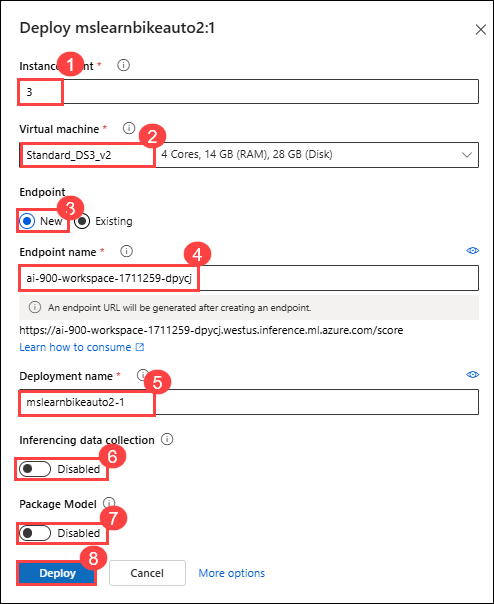 Deploy mslearnbikeauto2:1
Instance count * 1
3
Virtual machine * 2
Standard_DS3_v2 4 Cores, 14 GB (RAM), 28 GB (Disk)
Endpoint
New 3 Existing
Endpoint name * 4
ai-900-workspace-1711259-dpycj
An endpoint URL will be generated after creating an endpoint.
https://ai-900-workspace-1711259-dpycj.westus.inference.ml.azure.com/score
Learn how to consume
Deployment name * 5
mslearnbikeauto2-1
Inferencing data collection
6
Disabled
Package Model
7
Disabled
8
Deploy Cancel More options